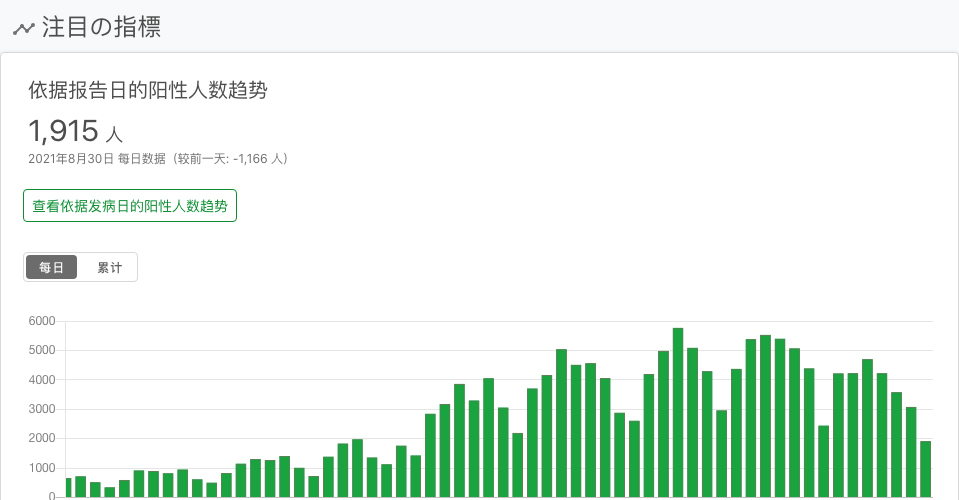 注目の指標
依据报告日的阳性人数趋势
1,915 人
2021年8月30日 每日数据（较前一天: -1,166 人）
查看依据发病日的阳性人数趋势
每日 累计
6000
5000
4000
3000
2000
1000
0